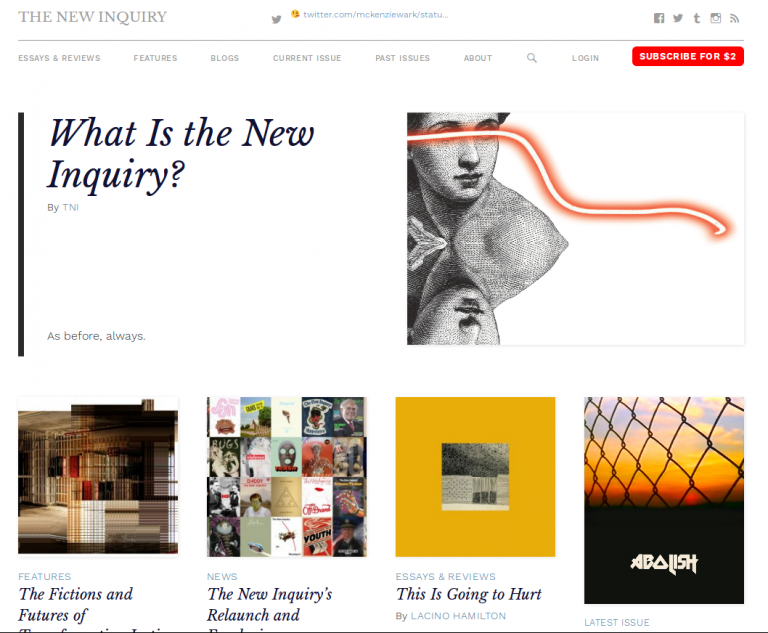 THE NEW INQUIRY
twitter.com/mckenziewark/statu...
ESSAYS & REVIEWS FEATURES BLOGS CURRENT ISSUE PAST ISSUES ABOUT LOGIN SUBSCRIBE FOR $2
What Is the New
Inquiry?
By TNI
As before, always.
BUGS
YOUTH
ABOLISH
FEATURES
The Fictions and
Futures of
NEWS
The New Inquiry's
Relaunch and
ESSAYS & REVIEWS
This Is Going to Hurt
By LACINO HAMILTON
LATEST ISSUE